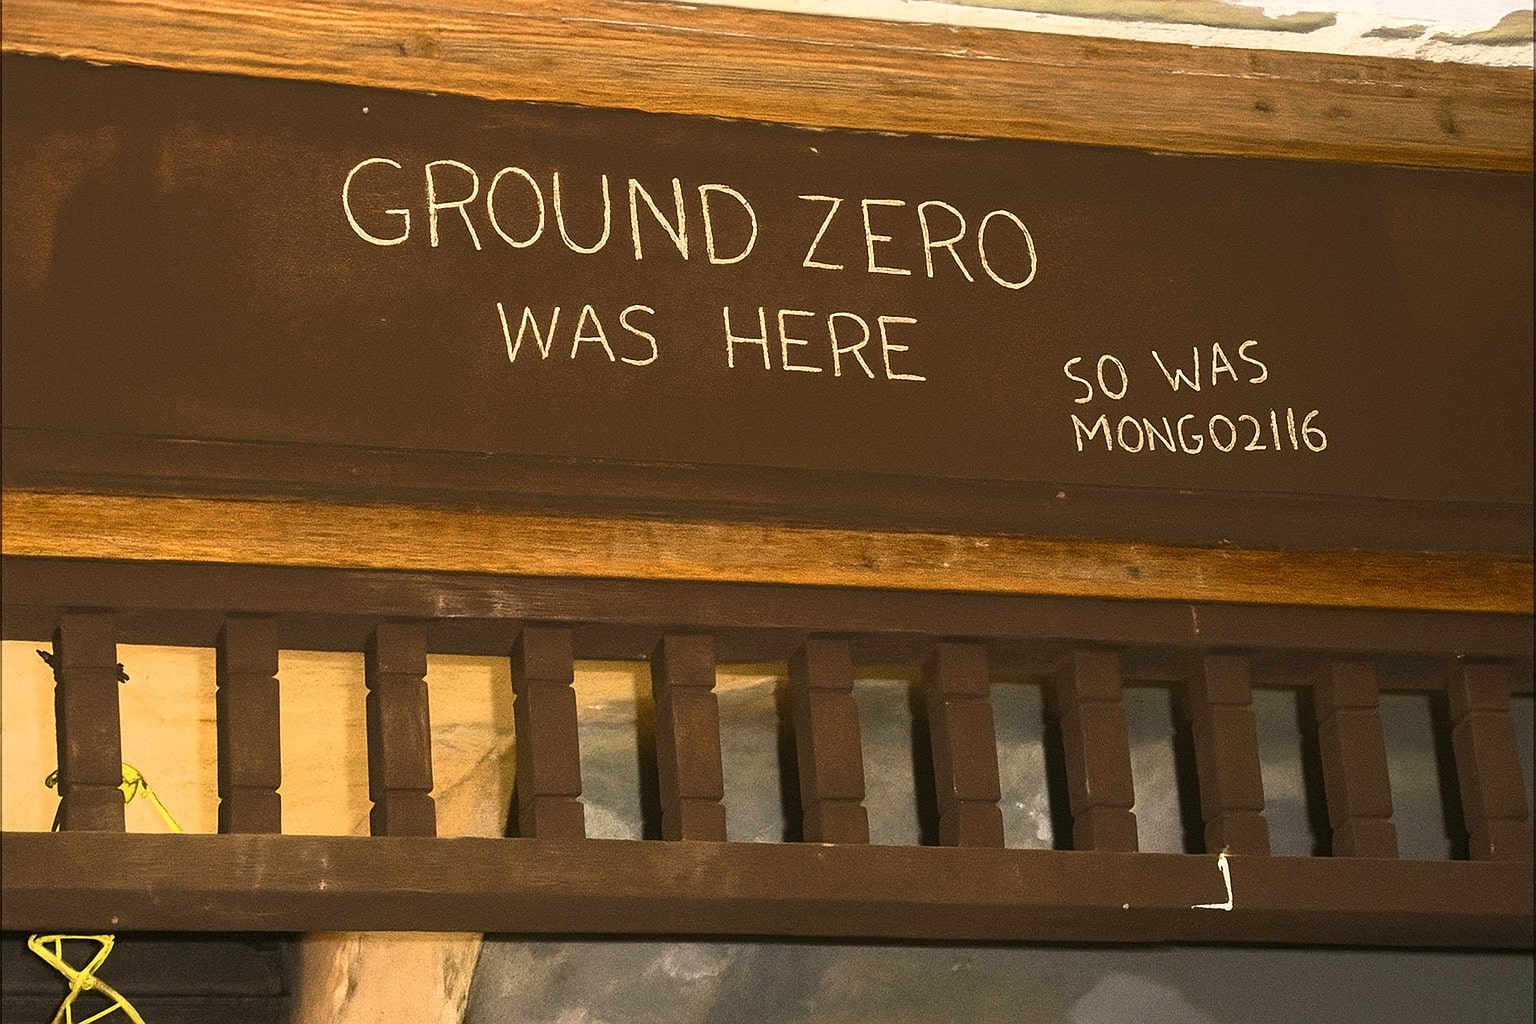 GROUND ZERO
WAS HERE
SO WAS
MONGO2116